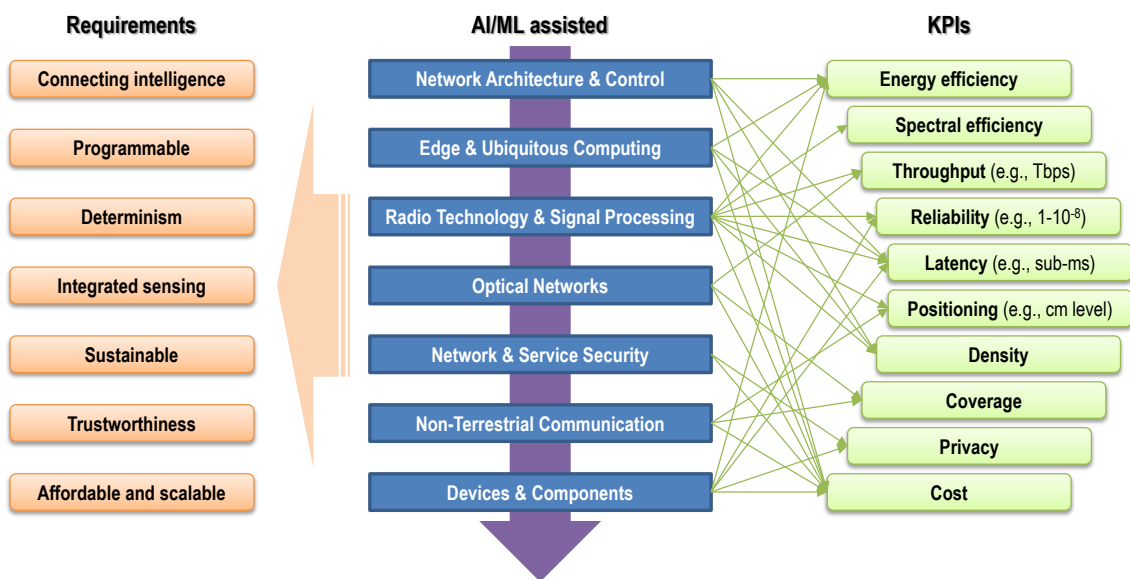 Requirements
AI/ML assisted
KPIs
Connecting intelligence
Programmable
Determinism
Integrated sensing
Sustainable
Trustworthiness
Affordable and scalable
Network Architecture & Control
Edge & Ubiquitous Computing
Radio Technology & Signal Processing
Optical Networks
Network & Service Security
Non-Terrestrial Communication
Devices & Components
Energy efficiency
Spectral efficiency
Throughput (e.g., Tbps)
Reliability (e.g., 1-10⁻⁸)
Latency (e.g., sub-ms)
Positioning (e.g., cm level)
Density
Coverage
Privacy
Cost